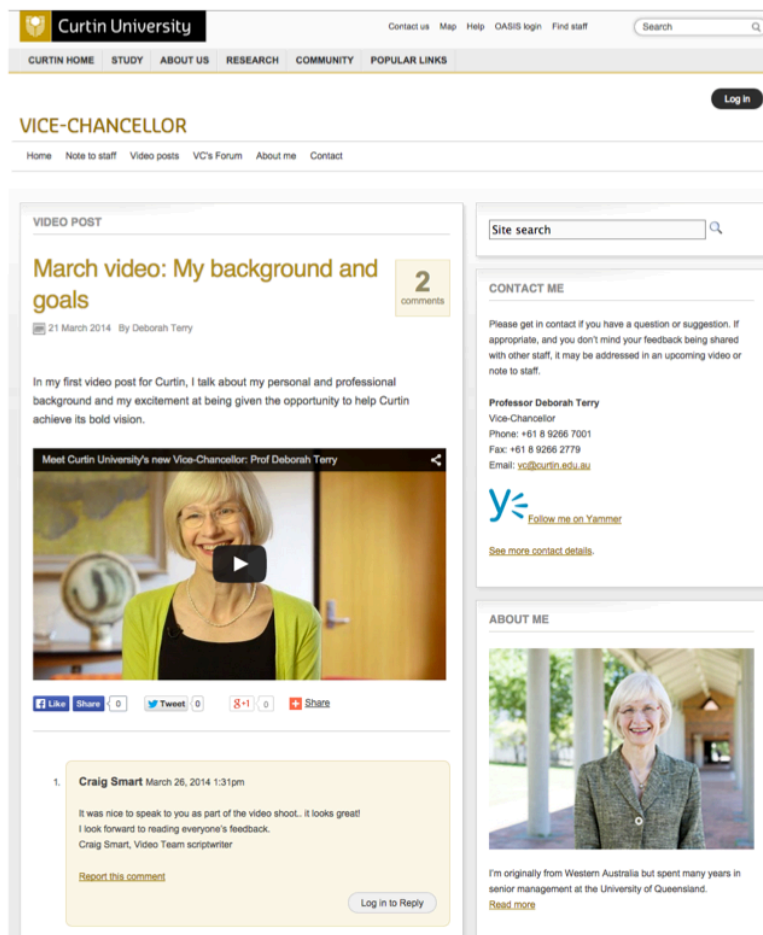 Curtin University
Contact us Map Help OASIS login Find staff
Search
CURTIN HOME STUDY ABOUT US RESEARCH COMMUNITY POPULAR LINKS
Log in
VICE-CHANCELLOR
Home Note to staff Video posts VC's Forum About me Contact
VIDEO POST
March video: My background and
goals
2
comments
21 March 2014 By Deborah Terry
In my first video post for Curtin, I talk about my personal and professional
background and my excitement at being given the opportunity to help Curtin
achieve its bold vision.
Meet Curtin University's new Vice-Chancellor: Prof Deborah Terry
Like Share 0 Tweet 0 g+1 0 Share
1. Craig Smart March 26, 2014 1:31pm
It was nice to speak to you as part of the video shoot.. it looks great!
I look forward to reading everyone's feedback.
Craig Smart, Video Team scriptwriter
Report this comment
Log in to Reply
Site search
CONTACT ME
Please get in contact if you have a question or suggestion. If
appropriate, and you don't mind your feedback being shared
with other staff, it may be addressed in an upcoming video or
note to staff.
Professor Deborah Terry
Vice-Chancellor
Phone: +61 8 9266 7001
Fax: +61 8 9266 2779
Email: vc@curtin.edu.au
Follow me on Yammer
See more contact details.
ABOUT ME
I'm originally from Western Australia but spent many years in
senior management at the University of Queensland.
Read more